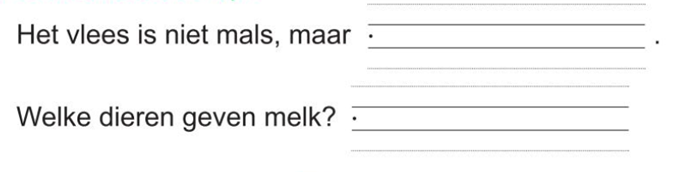 Het vlees is niet mals, maar · .
Welke dieren geven melk? ·